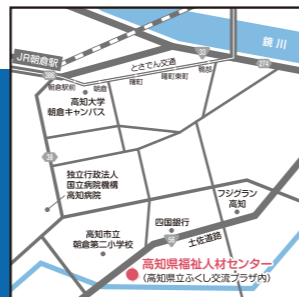 鏡川
JR朝倉駅
386
とさでん交通
朝倉駅前
朝倉
曙町
曙町東町
鴨部
274
高知大学
朝倉キャンパス
独立行政法人
国立病院機構
高知病院
フジグラン
高知
四国銀行
高知市立
朝倉第二小学校
土佐道路
高知県福祉人材センター
(高知県立ふくし交流プラザ内)